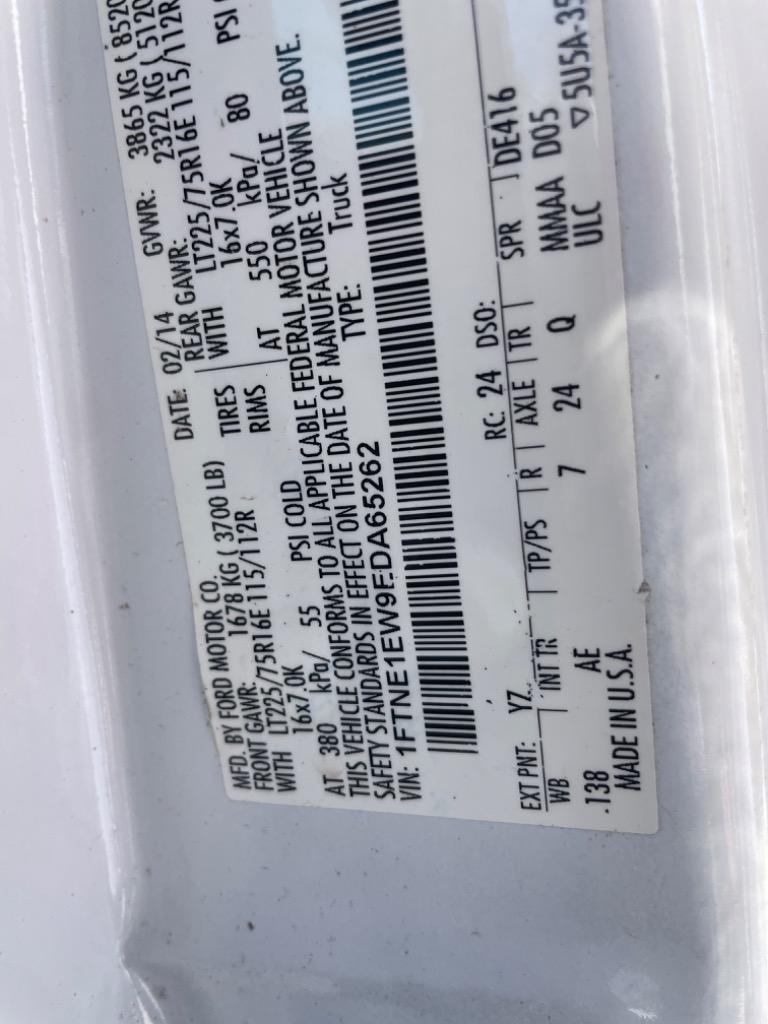 MFD. BY FORD MOTOR CO. DATE: 02/14 GVWR: 3865 KG ( 8520
FRONT GAWR: 1678 KG ( 3700 LB) REAR GAWR: 2322 KG ( 5120
WITH LT225/75R16E 115/112R TIRES WITH LT225/75R16E 115/112R
16x7.0K RIMS 16x7.0K
AT 380 kPa/ 55 PSI COLD AT 550 kPa/ 80 PSI
THIS VEHICLE CONFORMS TO ALL APPLICABLE FEDERAL MOTOR VEHICLE
SAFETY STANDARDS IN EFFECT ON THE DATE OF MANUFACTURE SHOWN ABOVE.
VIN: 1FTNE1EW9EDA65262 TYPE: Truck
EXT PNT: YZ RC: 24 DSO:
WB INT TR TP/PS R AXLE TR SPR DE416
138 AE 7 24 Q MMAA D05
MADE IN U.S.A. ULC ▽5U5A-35